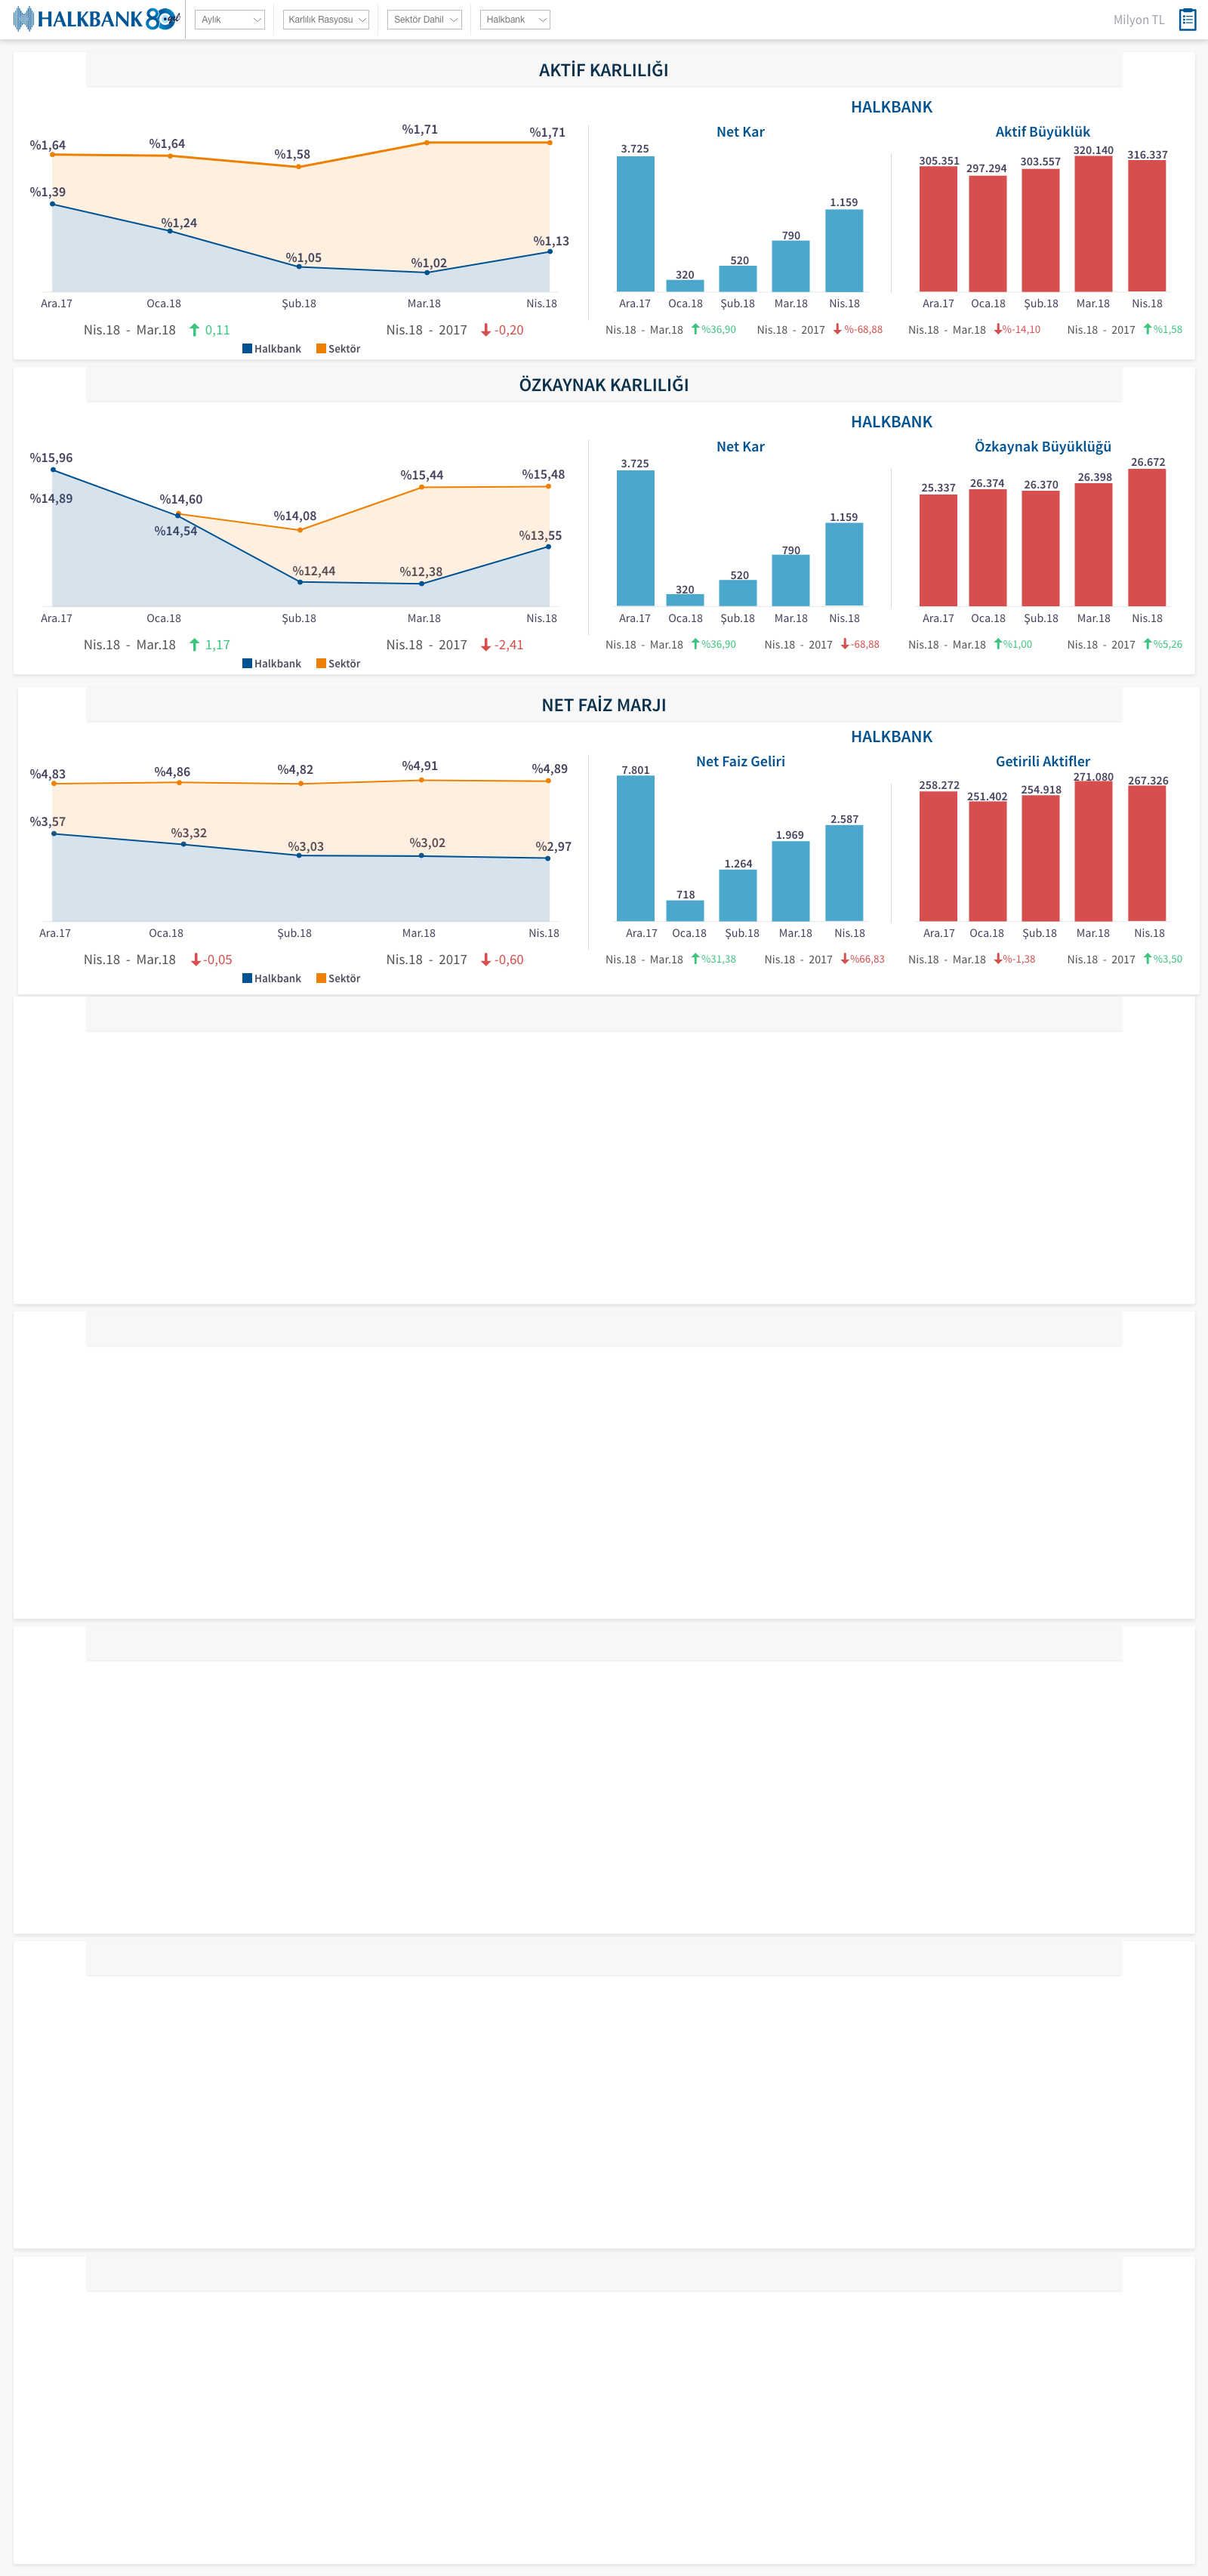 HALKBANK 80.yıl
Aylık
Karlılık Rasyosu
Sektör Dahil
Halkbank
Milyon TL
AKTİF KARLILIĞI
HALKBANK
%1,64 %1,64 %1,58 %1,71 %1,71
%1,39 %1,24 %1,05 %1,02 %1,13
Ara.17 Oca.18 Şub.18 Mar.18 Nis.18
Nis.18 - Mar.18 0,11
Nis.18 - 2017 -0,20
Halkbank Sektör
Net Kar
3.725 320 520 790 1.159
Ara.17 Oca.18 Şub.18 Mar.18 Nis.18
Nis.18 - Mar.18 %36,90
Nis.18 - 2017 %-68,88
Aktif Büyüklük
305.351 297.294 303.557 320.140 316.337
Ara.17 Oca.18 Şub.18 Mar.18 Nis.18
Nis.18 - Mar.18 %-14,10
Nis.18 - 2017 %1,58
ÖZKAYNAK KARLILIĞI
HALKBANK
%15,96 %14,60 %14,08 %15,44 %15,48
%14,89 %14,54 %12,44 %12,38 %13,55
Ara.17 Oca.18 Şub.18 Mar.18 Nis.18
Nis.18 - Mar.18 1,17
Nis.18 - 2017 -2,41
Halkbank Sektör
Net Kar
3.725 320 520 790 1.159
Ara.17 Oca.18 Şub.18 Mar.18 Nis.18
Nis.18 - Mar.18 %36,90
Nis.18 - 2017 -68,88
Özkaynak Büyüklüğü
25.337 26.374 26.370 26.398 26.672
Ara.17 Oca.18 Şub.18 Mar.18 Nis.18
Nis.18 - Mar.18 %1,00
Nis.18 - 2017 %5,26
NET FAİZ MARJI
HALKBANK
%4,83 %4,86 %4,82 %4,91 %4,89
%3,57 %3,32 %3,03 %3,02 %2,97
Ara.17 Oca.18 Şub.18 Mar.18 Nis.18
Nis.18 - Mar.18 -0,05
Nis.18 - 2017 -0,60
Halkbank Sektör
Net Faiz Geliri
7.801 718 1.264 1.969 2.587
Ara.17 Oca.18 Şub.18 Mar.18 Nis.18
Nis.18 - Mar.18 %31,38
Nis.18 - 2017 %66,83
Getirili Aktifler
258.272 251.402 254.918 271.080 267.326
Ara.17 Oca.18 Şub.18 Mar.18 Nis.18
Nis.18 - Mar.18 %-1,38
Nis.18 - 2017 %3,50